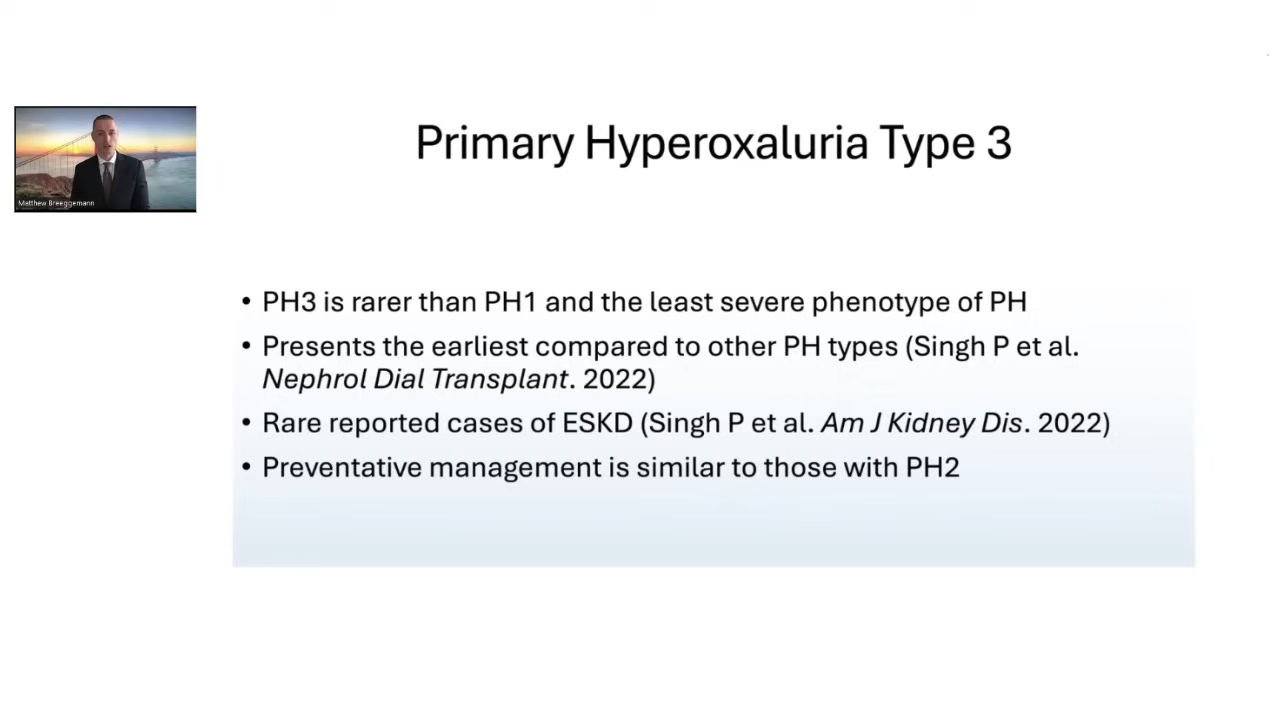 Primary Hyperoxaluria Type 3
Matthew Breeggemann
• PH3 is rarer than PH1 and the least severe phenotype of PH
• Presents the earliest compared to other PH types (Singh P et al.
Nephrol Dial Transplant. 2022)
• Rare reported cases of ESKD (Singh P et al. Am J Kidney Dis. 2022)
• Preventative management is similar to those with PH2